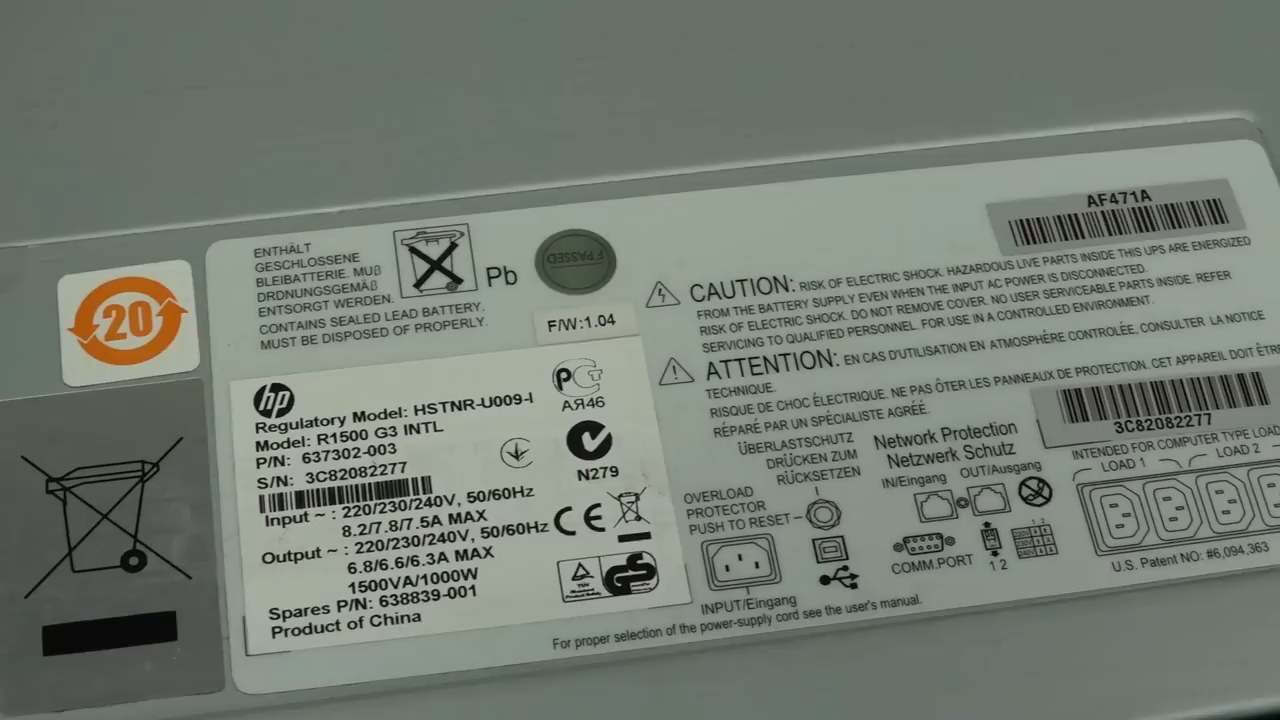 20
ENTHÄLT
GESCHLOSSENE
BLEIBATTERIE. MUß
DRDNUNGSGEMÄß
ENTSORGT WERDEN.
CONTAINS SEALED LEAD BATTERY.
MUST BE DISPOSED OF PROPERLY.
Pb
PASSED
F/W:1.04
hp
Regulatory Model: HSTNR-U009-I
Model: R1500 G3 INTL
P/N: 637302-003
S/N: 3C82082277
Input ~ : 220/230/240V, 50/60Hz
8.2/7.8/7.5A MAX
Output ~ : 220/230/240V, 50/60Hz
6.8/6.6/6.3A MAX
1500VA/1000W
Spares P/N: 638839-001
Product of China
АЯ46
N279
CE
AF471A
CAUTION: RISK OF ELECTRIC SHOCK. HAZARDOUS LIVE PARTS INSIDE THIS UPS ARE ENERGIZED
FROM THE BATTERY SUPPLY EVEN WHEN THE INPUT AC POWER IS DISCONNECTED.
RISK OF ELECTRIC SHOCK. DO NOT REMOVE COVER. NO USER SERVICEABLE PARTS INSIDE. REFER
SERVICING TO QUALIFIED PERSONNEL. FOR USE IN A CONTROLLED ENVIRONMENT.
ATTENTION: EN CAS D'UTILISATION EN ATMOSPHÈRE CONTROLÉE, CONSULTER LA NOTICE
TECHNIQUE.
RISQUE DE CHOC ÉLECTRIQUE. NE PAS ÔTER LES PANNEAUX DE PROTECTION. CET APPAREIL DOIT ÊTRE
RÉPARÉ PAR UN SPÉCIALISTE AGRÉÉ.
3C82082277
ÜBERLASTSCHUTZ
DRÜCKEN ZUM
RÜCKSETZEN
OVERLOAD
PROTECTOR
PUSH TO RESET
INPUT/Eingang
Network Protection
Netzwerk Schutz
IN/Eingang OUT/Ausgang
COMM.PORT
1 2
INTENDED FOR COMPUTER TYPE LOAD
LOAD 1 LOAD 2
U.S. Patent NO: #6,094,363
For proper selection of the power-supply cord see the user's manual.